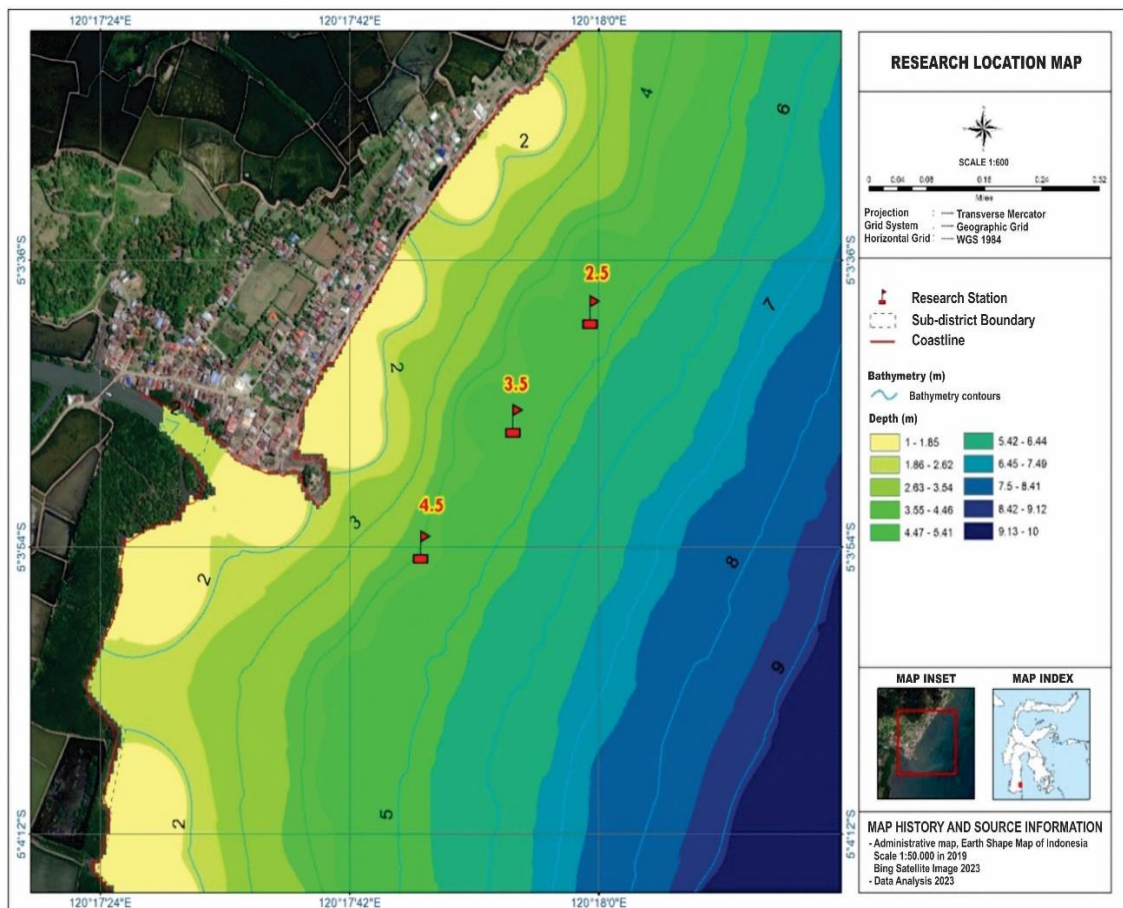 120°17'24"E
120°17'42"E
120°18'0"E
5°3'36"S
5°3'54"S
5°4'12"S
5°3'36"S
5°3'54"S
5°4'12"S
2
4
6
2.5
7
2
3.5
2
4.5
3
2
8
9
5
2
120°17'24"E
120°17'42"E
120°18'0"E
RESEARCH LOCATION MAP
N
SCALE 1:600
0 0.04 0.08 0.16 0.24 0.32
Miles
Projection : Transverse Mercator
Grid System : Geographic Grid
Horizontal Grid : WGS 1984
Research Station
Sub-district Boundary
Coastline
Bathymetry (m)
Bathymetry contours
Depth (m)
1 - 1.85
1.86 - 2.62
2.63 - 3.54
3.55 - 4.46
4.47 - 5.41
5.42 - 6.44
6.45 - 7.49
7.5 - 8.41
8.42 - 9.12
9.13 - 10
MAP INSET
MAP INDEX
MAP HISTORY AND SOURCE INFORMATION
- Administrative map, Earth Shape Map of Indonesia
Scale 1:50.000 in 2019
Bing Satellite Image 2023
- Data Analysis 2023